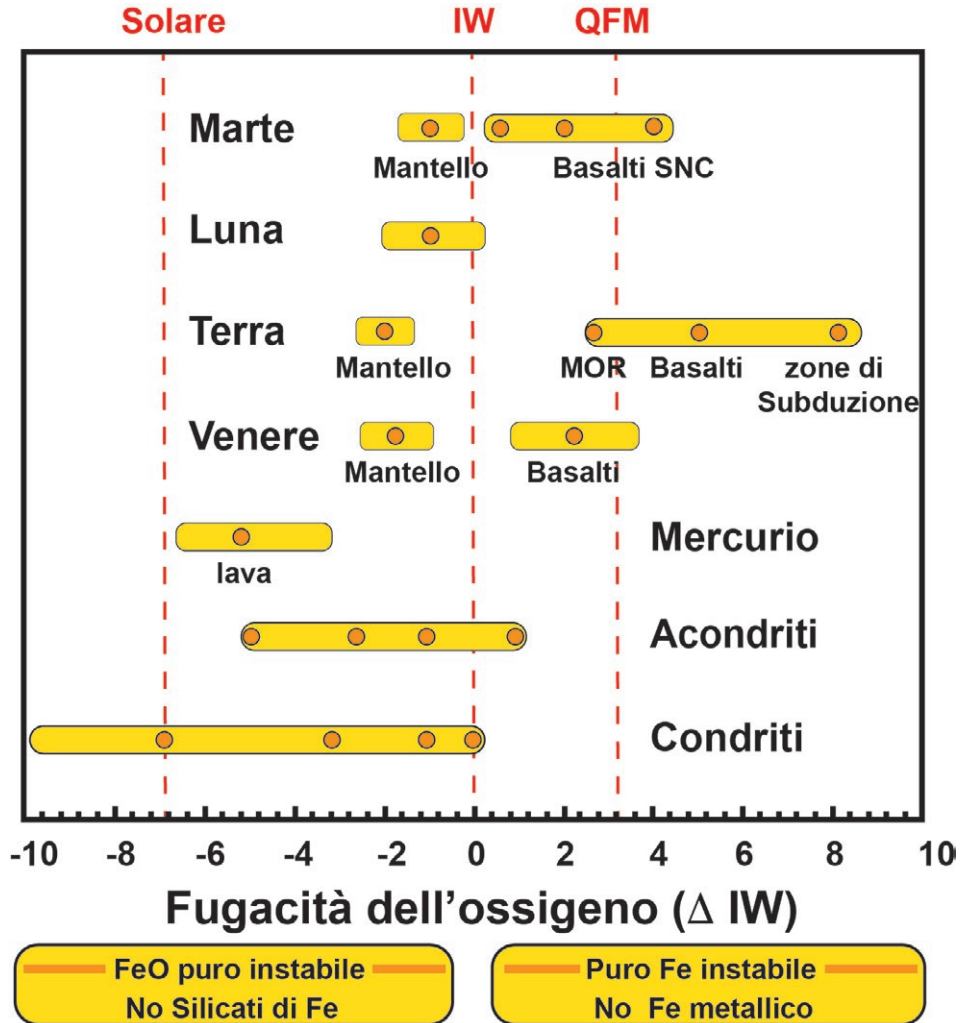 Solare IW QFM
Marte
Mantello Basalti SNC
Luna
Terra
Mantello MOR Basalti zone di
Subduzione
Venere
Mantello Basalti
Mercurio
lava
Acondriti
Condriti
-10 -8 -6 -4 -2 0 2 4 6 8 10
Fugacità dell'ossigeno (Δ IW)
FeO puro instabile
No Silicati di Fe
Puro Fe instabile
No Fe metallico